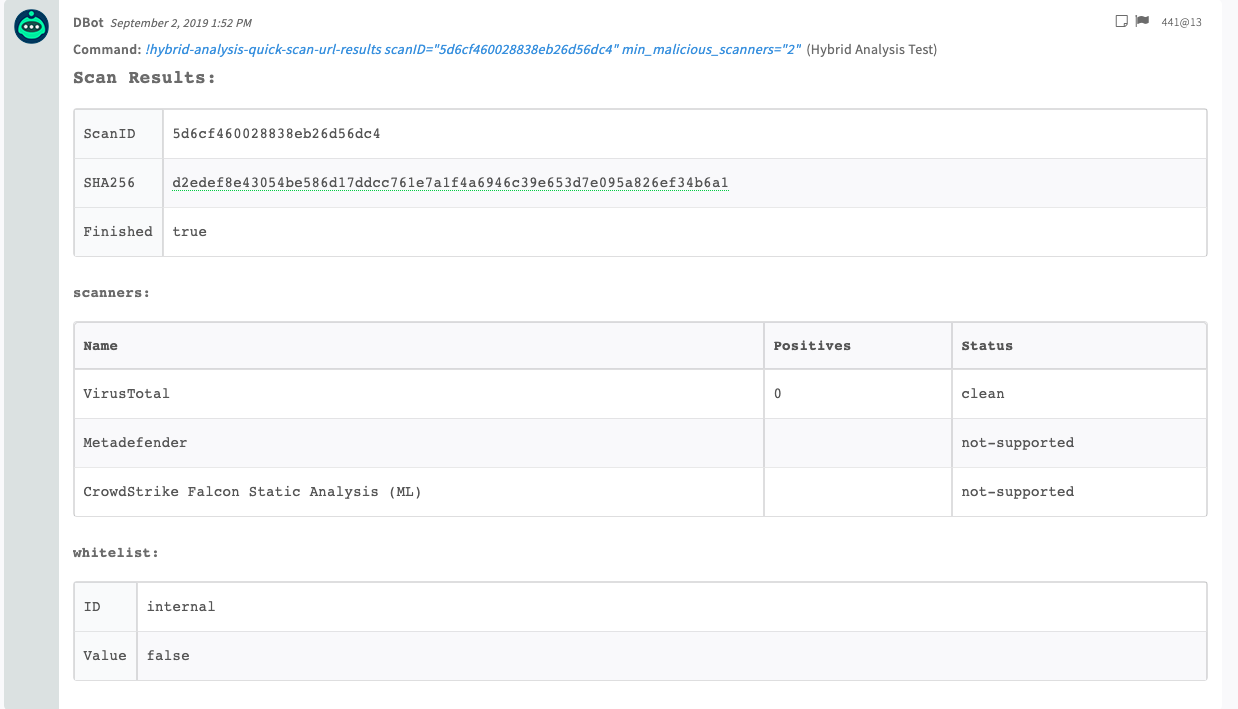 DBot September 2, 2019 1:52 PM 441@13
Command: !hybrid-analysis-quick-scan-url-results scanID="5d6cf460028838eb26d56dc4" min_malicious_scanners="2" (Hybrid Analysis Test)
Scan Results:
ScanID 5d6cf460028838eb26d56dc4
SHA256 d2edef8e43054be586d17ddcc761e7a1f4a6946c39e653d7e095a826ef34b6a1
Finished true
scanners:
Name Positives Status
VirusTotal 0 clean
Metadefender not-supported
CrowdStrike Falcon Static Analysis (ML) not-supported
whitelist:
ID internal
Value false